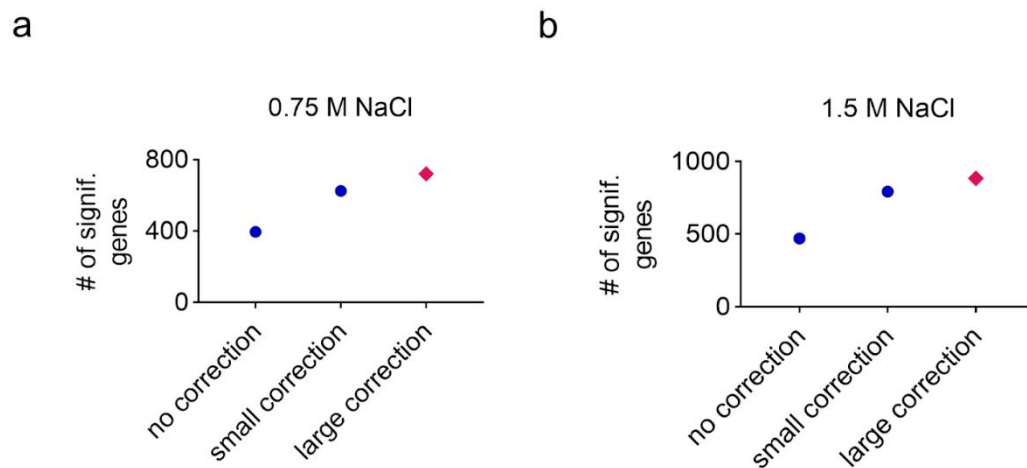 a
0.75 M NaCl
# of signif.
genes
800
400
0
no correction
small correction
large correction
b
1.5 M NaCl
# of signif.
genes
1000
500
0
no correction
small correction
large correction